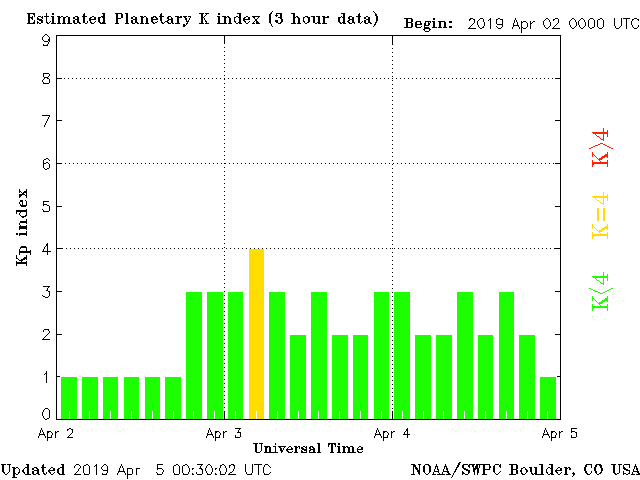 Estimated Planetary K index (3 hour data)
Begin: 2019 Apr 02 0000 UTC
9
8
7
6
5
4
3
2
1
0
Kp index
K>4
K=4
K<4
Apr 2 Apr 3 Apr 4 Apr 5
Universal Time
Updated 2019 Apr 5 00:30:02 UTC
NOAA/SWPC Boulder, CO USA